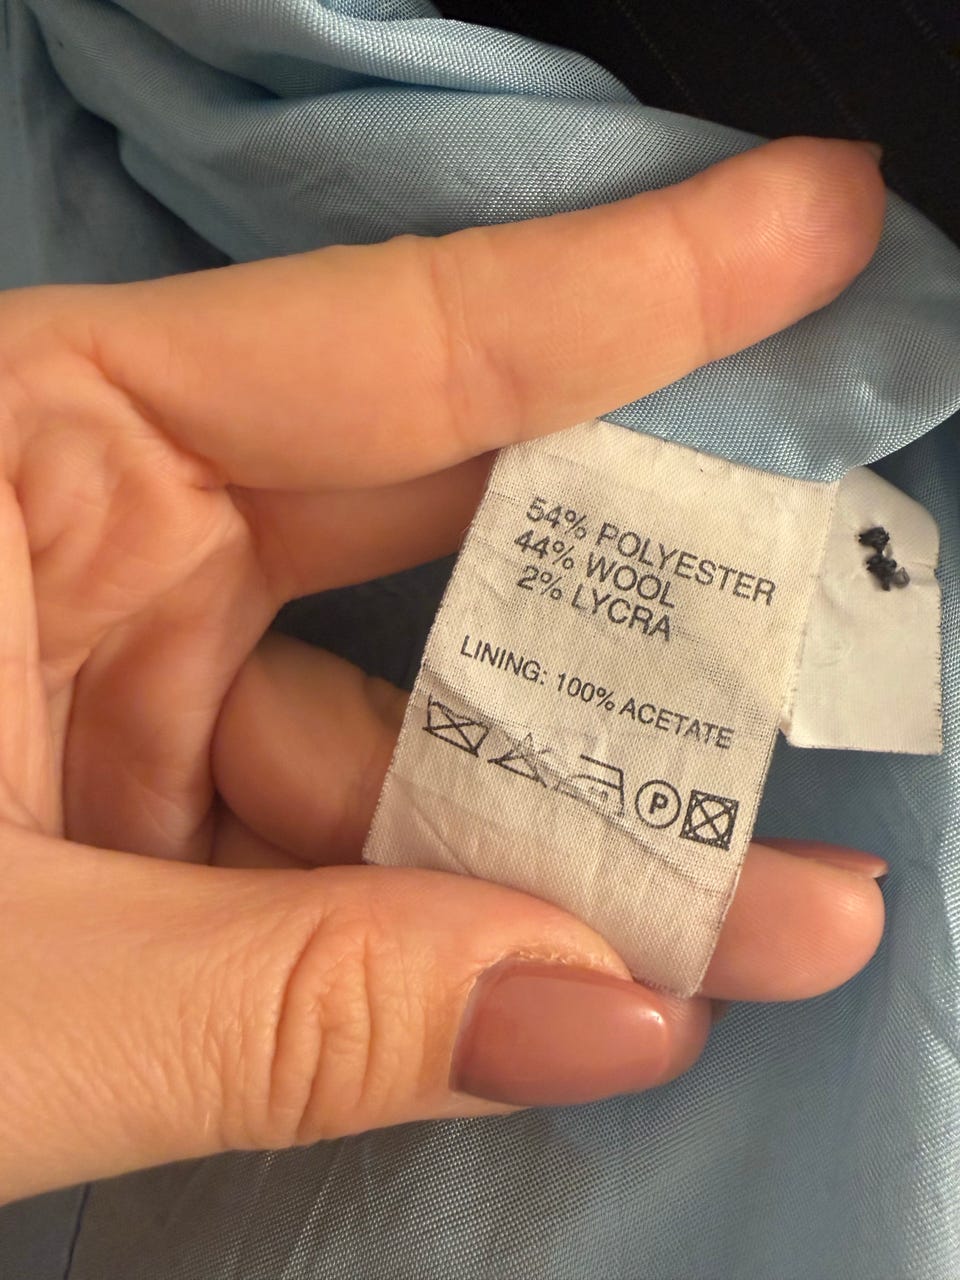 54% POLYESTER
44% WOOL
2% LYCRA
LINING: 100% ACETATE
P